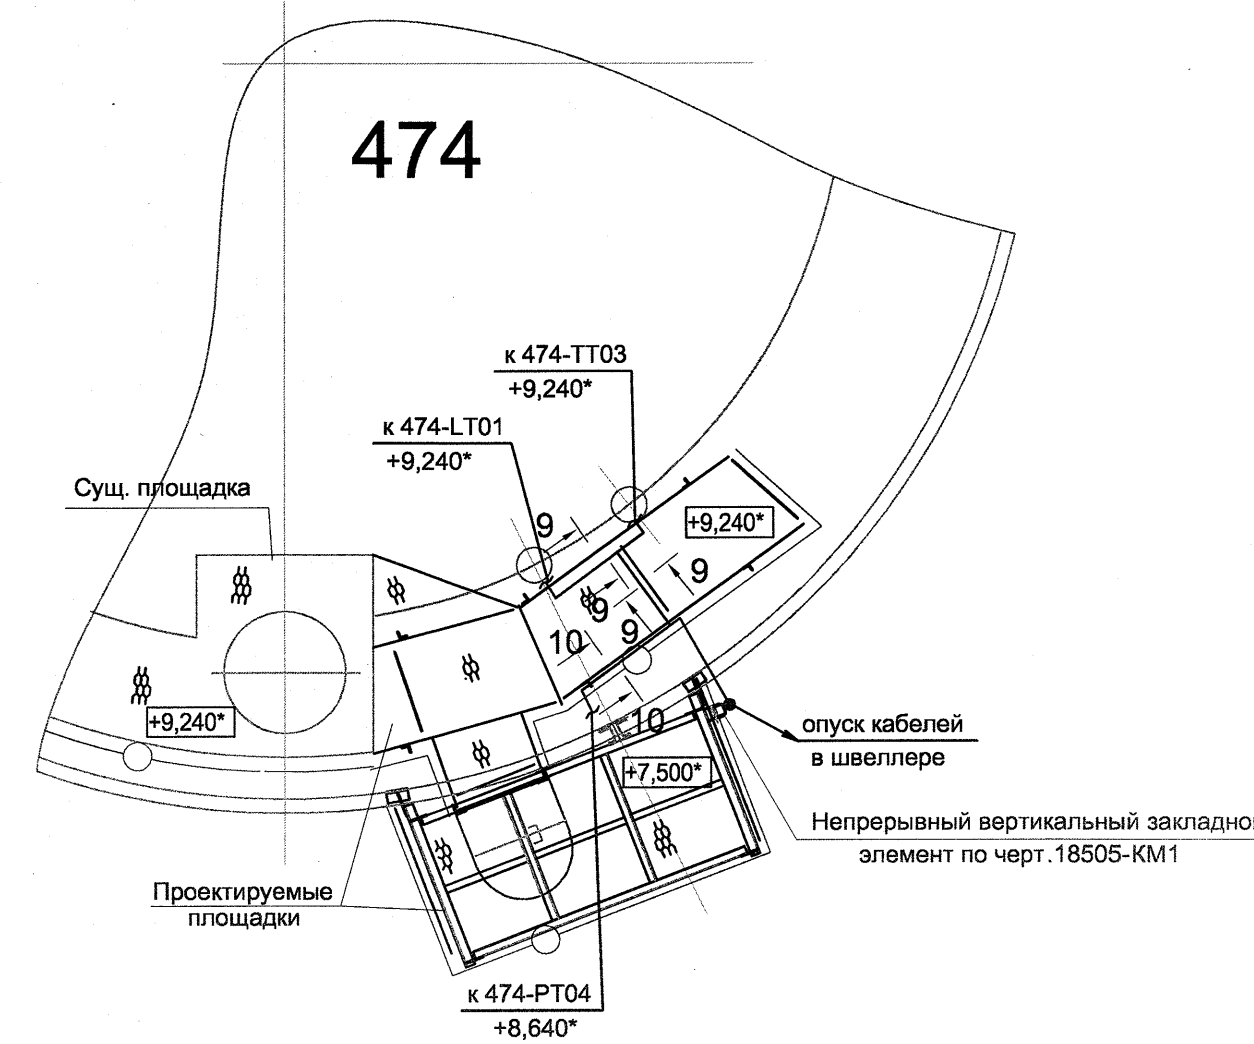 474
к 474-ТТ03
+9,240*
к 474-LT01
+9,240*
Сущ. площадка
9
+9,240*
9
9
10
9
+9,240*
10
опуск кабелей
в швеллере
+7,500*
Непрерывный вертикальный закладно
элемент по черт.18505-КМ1
Проектируемые
площадки
к 474-РТ04
+8,640*